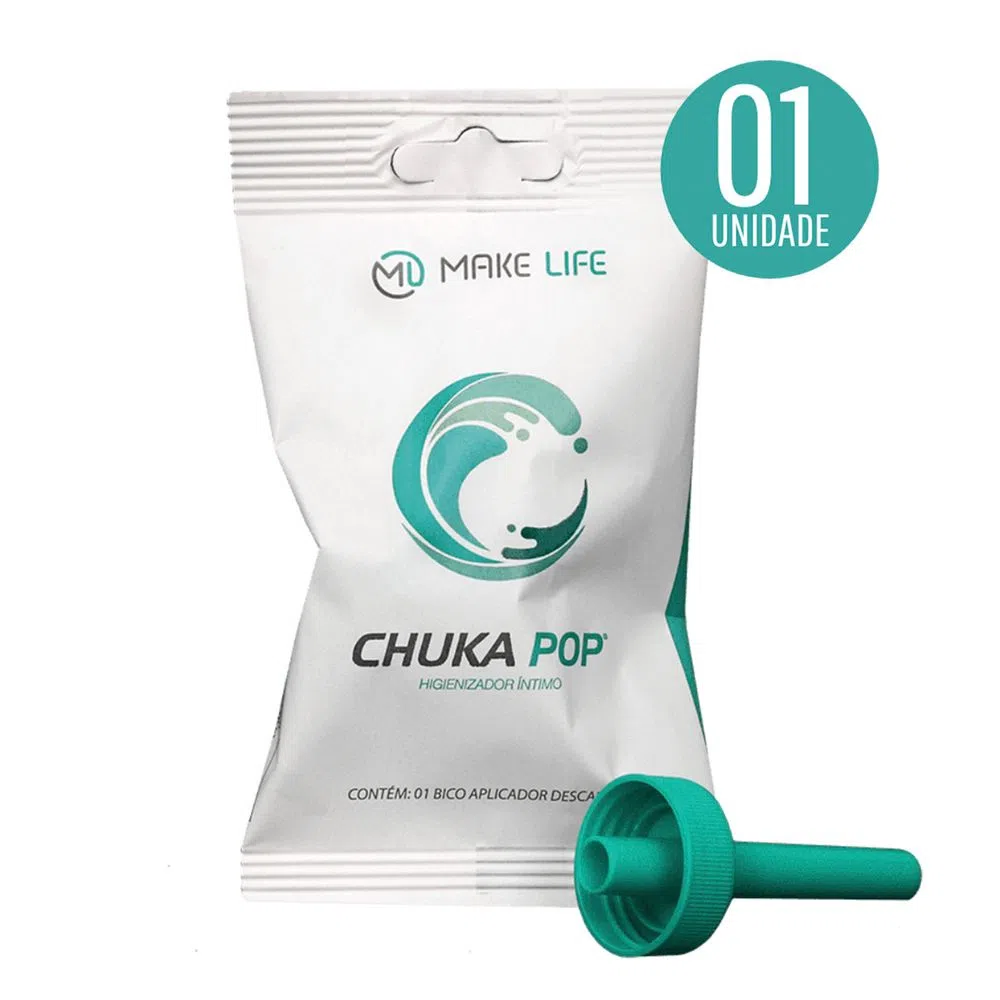 01
UNIDADE
MAKE LIFE
CHUKA POP®
HIGIENIZADOR ÍNTIMO
CONTÉM: 01 BICO APLICADOR